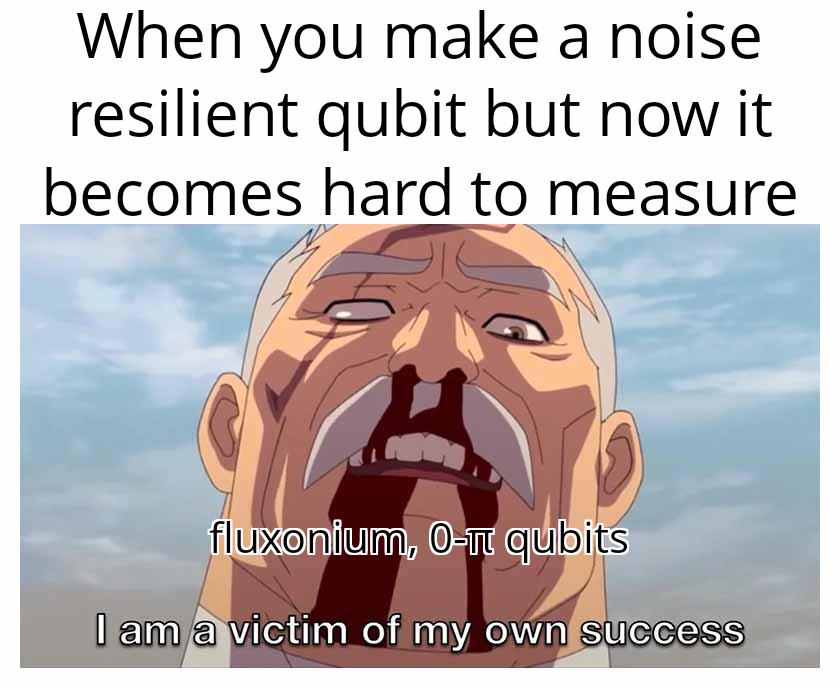 When you make a noise
resilient qubit but now it
becomes hard to measure
fluxonium, 0-π qubits
I am a victim of my own success